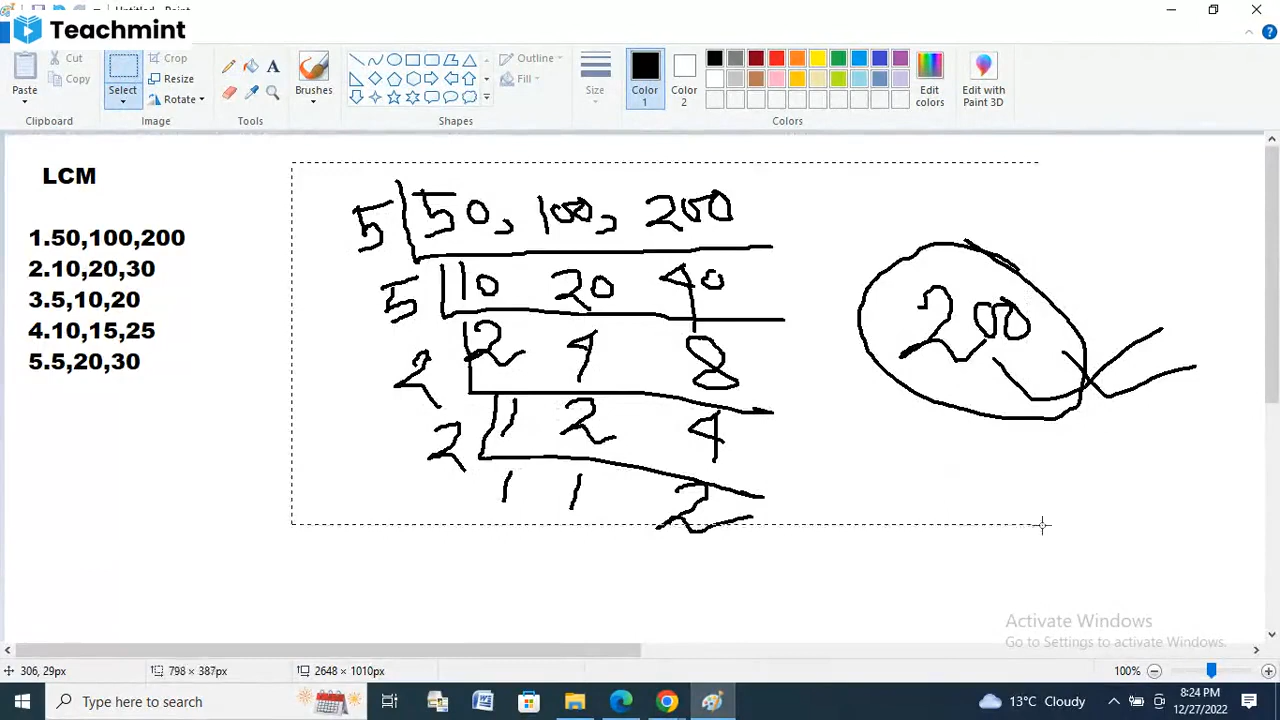 Untitled - Paint
Teachmint
Paste
Cut
Copy
Clipboard
Select
Crop
Resize
Rotate
Image
A
Tools
Brushes
Shapes
Outline
Fill
Size
Color 1
Color 2
Edit colors
Colors
Edit with Paint 3D
LCM
1.50,100,200
2.10,20,30
3.5,10,20
4.10,15,25
5.5,20,30
5 50, 100, 200
5 10 20 40
2 2 4 8
2 1 2 4
1 1 2
200
Activate Windows
Go to Settings to activate Windows.
306, 29px
798 × 387px
2648 × 1010px
100%
Type here to search
13°C Cloudy
8:24 PM
12/27/2022